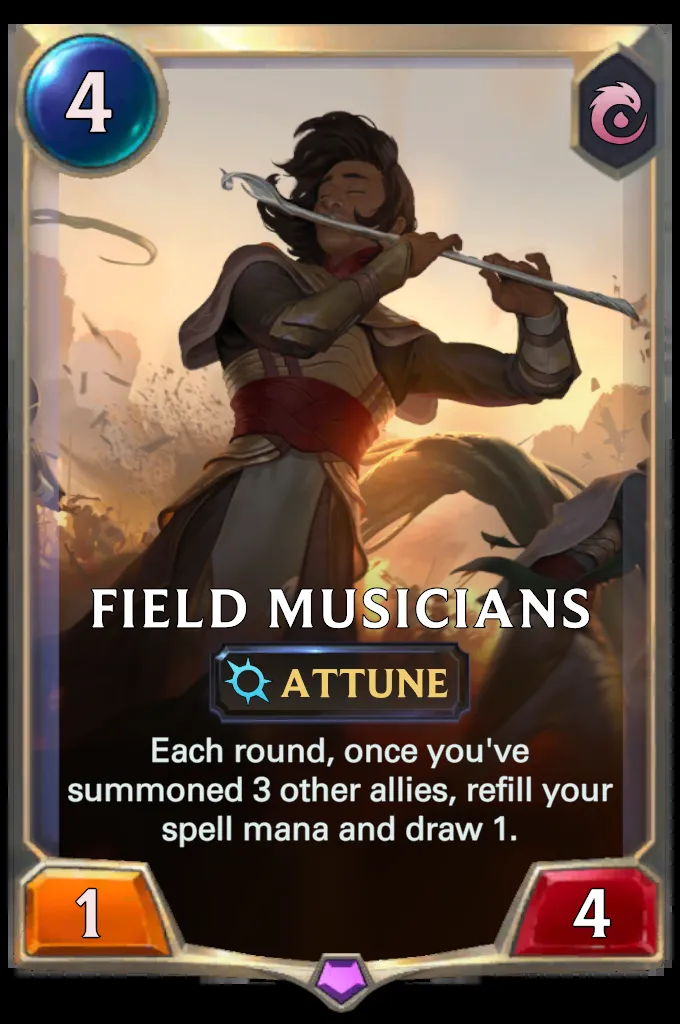 4
FIELD MUSICIANS
ATTUNE
Each round, once you've
summoned 3 other allies, refill your
spell mana and draw 1.
1
4